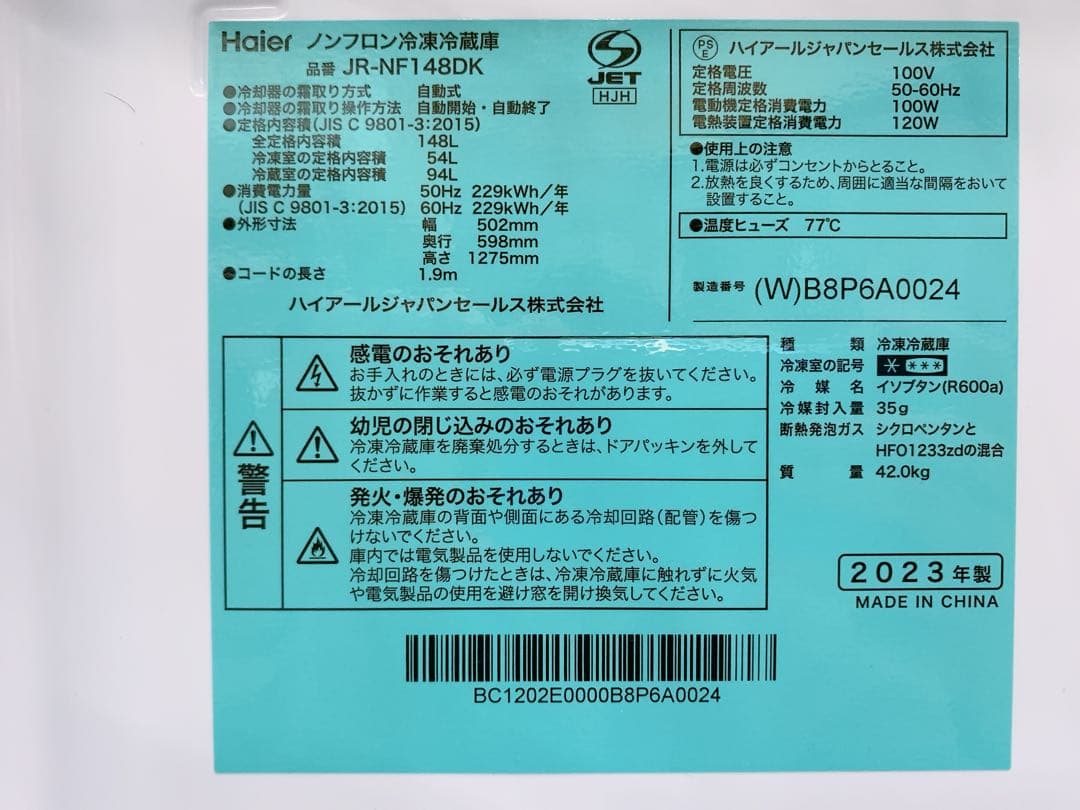 Haier ノンフロン冷凍冷蔵庫
品番 JR-NF148DK
●冷却器の霜取り方式 自動式
●冷却器の霜取り操作方法 自動開始・自動終了
●定格内容積(JIS C 9801-3:2015)
全定格内容積 148L
冷凍室の定格内容積 54L
冷蔵室の定格内容積 94L
●消費電力量 50Hz 229kWh/年
(JIS C 9801-3:2015) 60Hz 229kWh/年
●外形寸法 幅 502mm
奥行 598mm
高さ 1275mm
●コードの長さ 1.9m
ハイアールジャパンセールス株式会社
JET
HJH
PSE ハイアールジャパンセールス株式会社
定格電圧 100V
定格周波数 50-60Hz
電動機定格消費電力 100W
電熱装置定格消費電力 120W
●使用上の注意
1.電源は必ずコンセントからとること。
2.放熱を良くするため、周囲に適当な間隔をおいて
設置すること。
●温度ヒューズ 77℃
製造番号 (W)B8P6A0024
警告
感電のおそれあり
お手入れのときには、必ず電源プラグを抜いてください。
抜かずに作業すると感電のおそれがあります。
幼児の閉じ込みのおそれあり
冷凍冷蔵庫を廃棄処分するときは、ドアパッキンを外して
ください。
発火・爆発のおそれあり
冷凍冷蔵庫の背面や側面にある冷却回路(配管)を傷つ
けないでください。
庫内では電気製品を使用しないでください。
冷却回路を傷つけたときは、冷凍冷蔵庫に触れずに火気
や電気製品の使用を避け窓を開け換気してください。
種類 冷凍冷蔵庫
冷凍室の記号 * ***
冷媒名 イソブタン(R600a)
冷媒封入量 35g
断熱発泡ガス シクロペンタンと
HFO1233zdの混合
質量 42.0kg
2023年製
MADE IN CHINA
BC1202E0000B8P6A0024